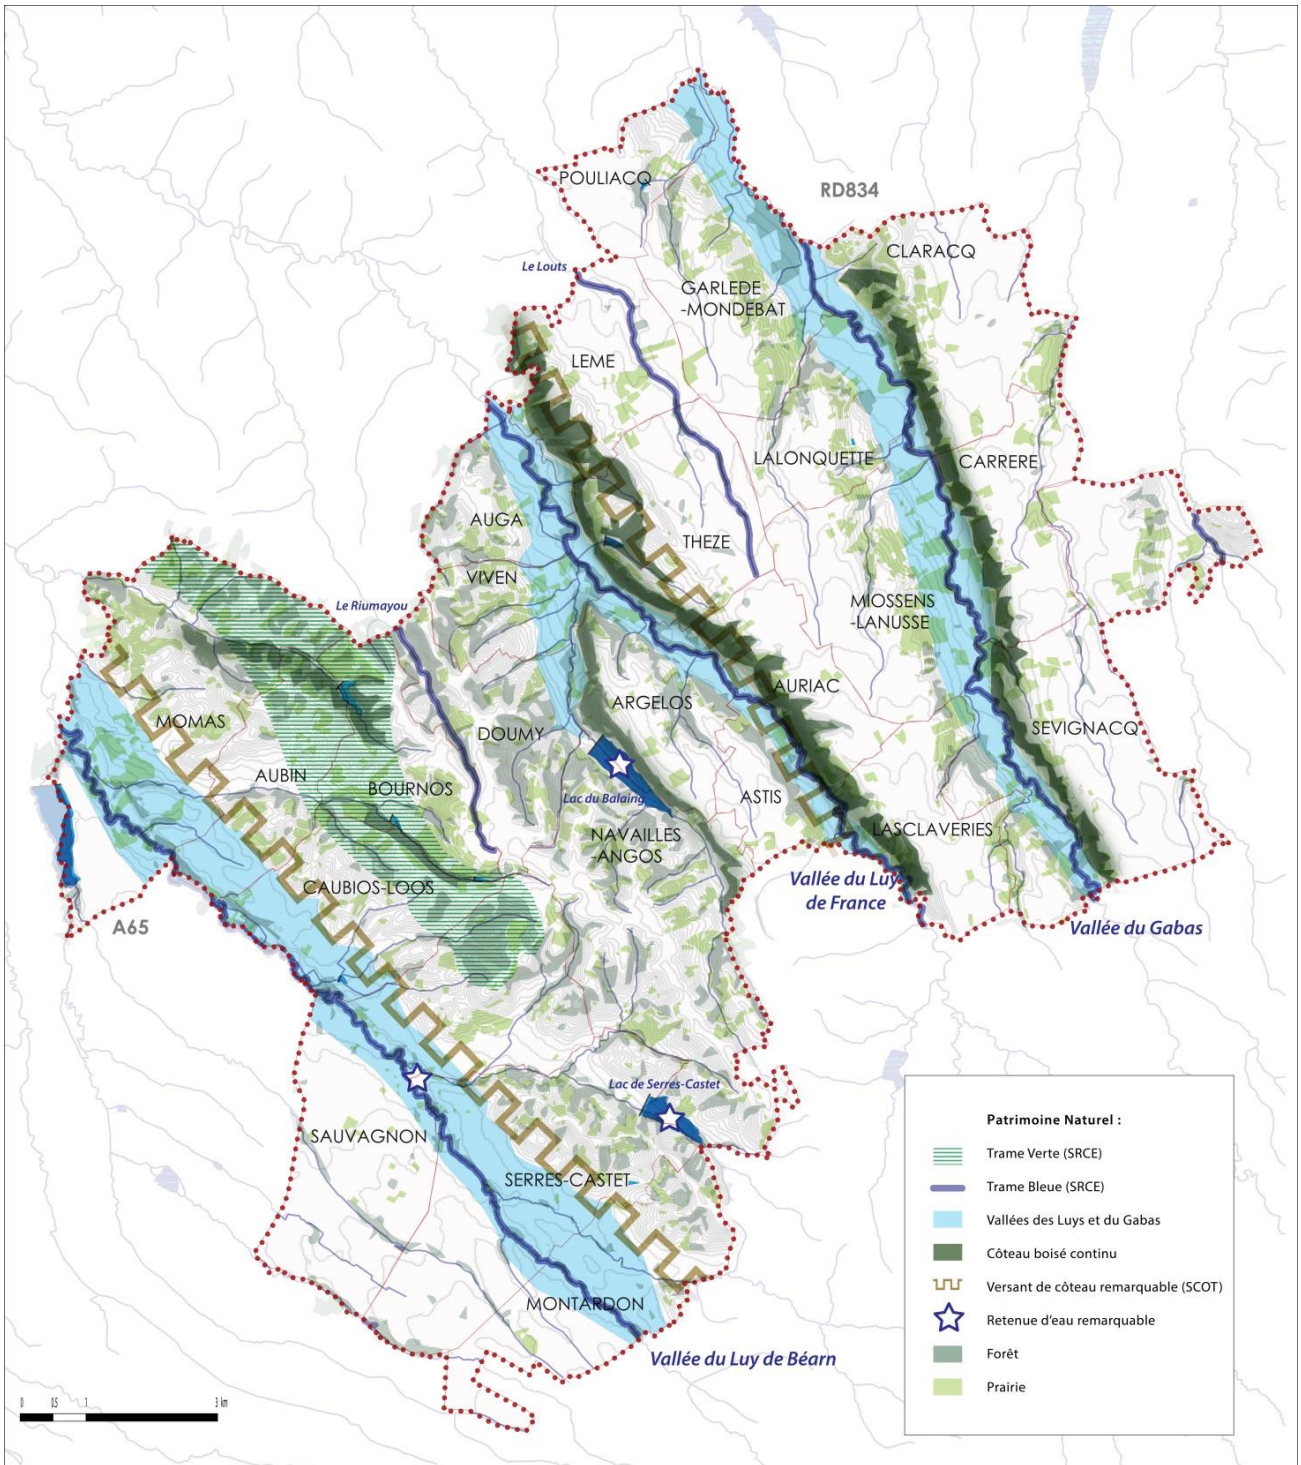 POULIACQ
RD834
CLARACQ
Le Louts
GARLEDE
-MONDEBAT
LEME
LALONQUETTE
CARRERE
AUGA
THEZE
VIVEN
Le Riumayou
MIOSSENS
-LANUSSE
MOMAS
ARGELOS
AURIAC
DOUMY
SEVIGNACQ
AUBIN
BOURNOS
Lac du Balaing
ASTIS
NAVAILLES
-ANGOS
LASCLAVERIES
CAUBIOS-LOOS
Vallée du Luy
de France
A65
Vallée du Gabas
Lac de Serres-Castet
SAUVAGNON
SERRES-CASTET
MONTARDON
Vallée du Luy de Béarn
Patrimoine Naturel :
Trame Verte (SRCE)
Trame Bleue (SRCE)
Vallées des Luys et du Gabas
Côteau boisé continu
Versant de côteau remarquable (SCOT)
Retenue d'eau remarquable
Forêt
Prairie
0 0.5 1 3 km